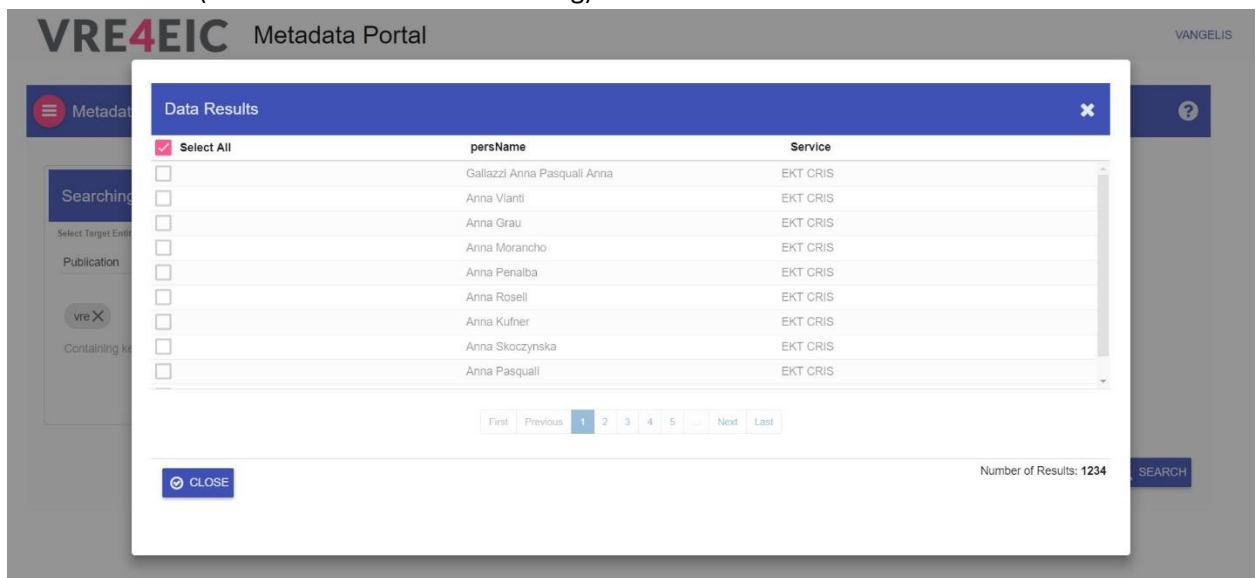 VRE4EIC Metadata Portal
VANGELIS
Metadat
Data Results
Select All persName Service
Gallazzi Anna Pasquali Anna EKT CRIS
Anna Vlanti EKT CRIS
Anna Grau EKT CRIS
Anna Morancho EKT CRIS
Anna Penalba EKT CRIS
Anna Rosell EKT CRIS
Anna Kufner EKT CRIS
Anna Skoczynska EKT CRIS
Anna Pasquali EKT CRIS
Searching
Select Target Entit
Publication
vre
Containing ke
First Previous 1 2 3 4 5 ... Next Last
CLOSE
Number of Results: 1234
SEARCH